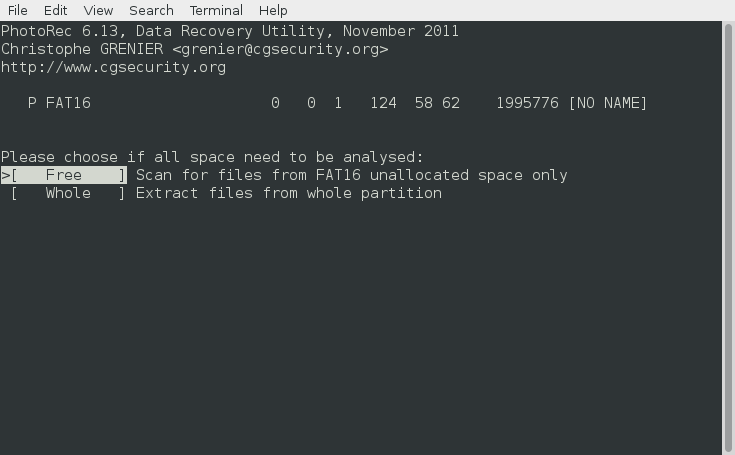 File Edit View Search Terminal Help
PhotoRec 6.13, Data Recovery Utility, November 2011
Christophe GRENIER <grenier@cgsecurity.org>
http://www.cgsecurity.org
P FAT16 0 0 1 124 58 62 1995776 [NO NAME]
Please choose if all space need to be analysed:
>[ Free ] Scan for files from FAT16 unallocated space only
[ Whole ] Extract files from whole partition